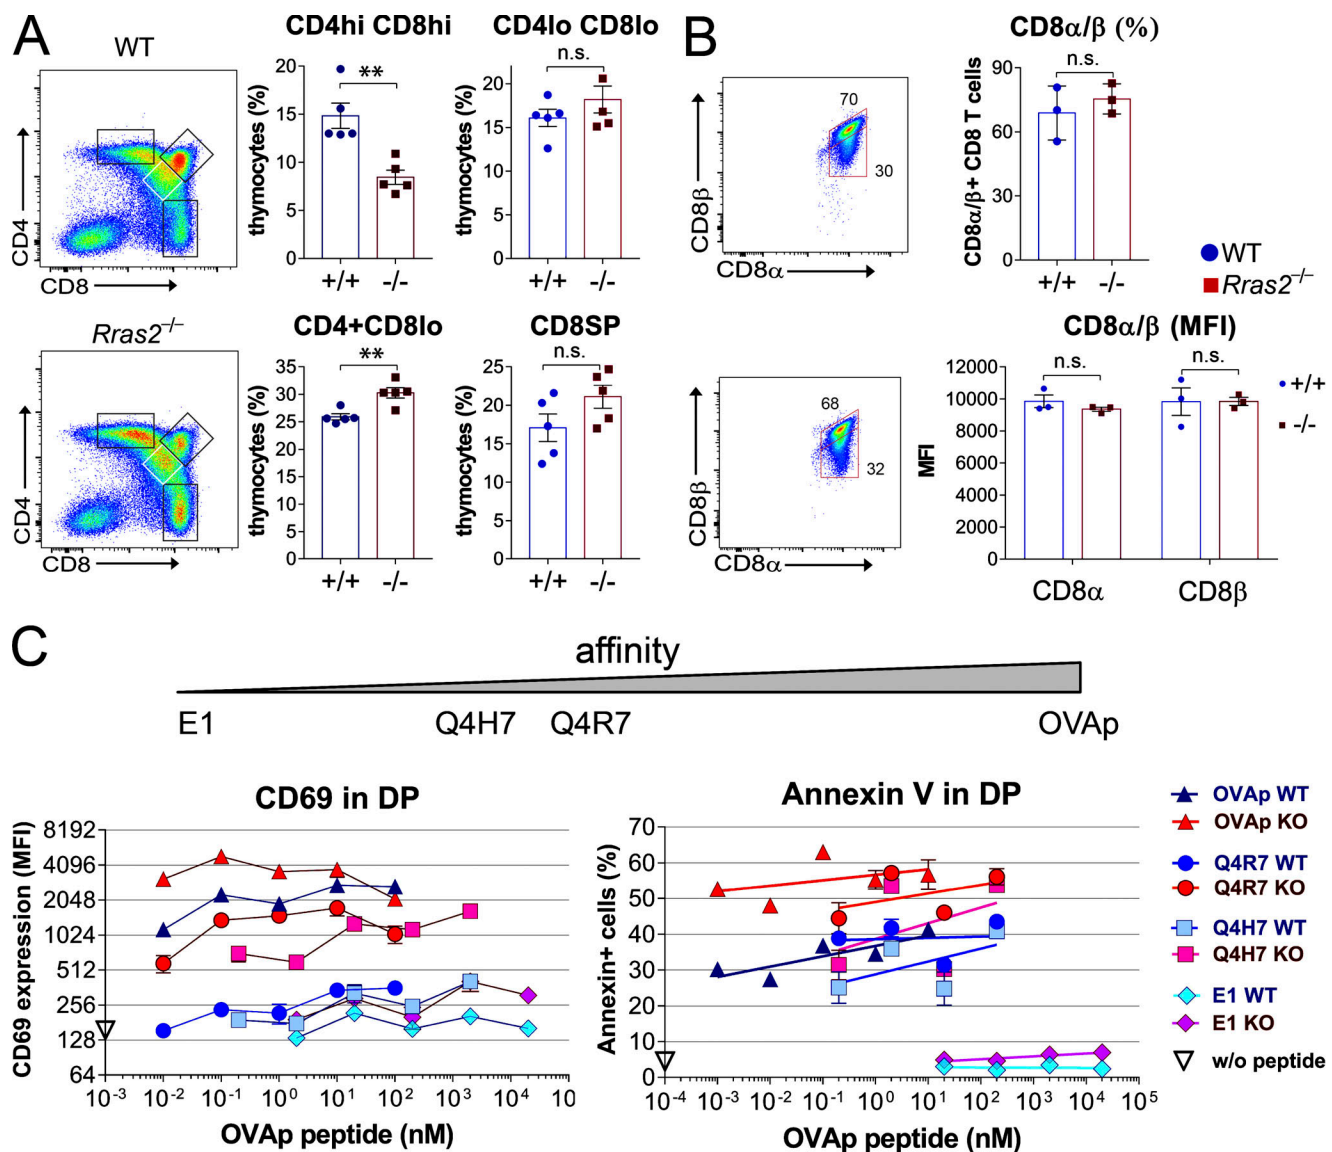 A
WT
CD4
CD8
CD4hi CD8hi
thymocytes (%)
20
15
10
5
0
**
+/+
-/-
CD4lo CD8lo
thymocytes (%)
20
15
10
5
0
n.s.
+/+
-/-
Rras2–/–
CD4
CD8
CD4+CD8lo
thymocytes (%)
35
30
25
20
15
10
5
0
**
+/+
-/-
CD8SP
thymocytes (%)
25
20
15
10
5
0
n.s.
+/+
-/-
B
70
30
CD8β
CD8α
CD8α/β (%)
CD8α/β+ CD8 T cells
90
60
30
0
n.s.
+/+
-/-
WT
Rras2–/–
68
32
CD8β
CD8α
CD8α/β (MFI)
MFI
12000
10000
8000
6000
4000
2000
0
n.s.
n.s.
CD8α
CD8β
+/+
-/-
C
affinity
E1
Q4H7
Q4R7
OVAp
CD69 in DP
CD69 expression (MFI)
8192
4096
2048
1024
512
256
128
64
10-3
10-2
10-1
100
101
102
103
104
10
OVAp peptide (nM)
Annexin V in DP
Annexin+ cells (%)
70
60
50
40
30
20
10
0
10-4
10-3
10-2
10-1
100
101
102
103
104
105
OVAp peptide (nM)
OVAp WT
OVAp KO
Q4R7 WT
Q4R7 KO
Q4H7 WT
Q4H7 KO
E1 WT
E1 KO
w/o peptide